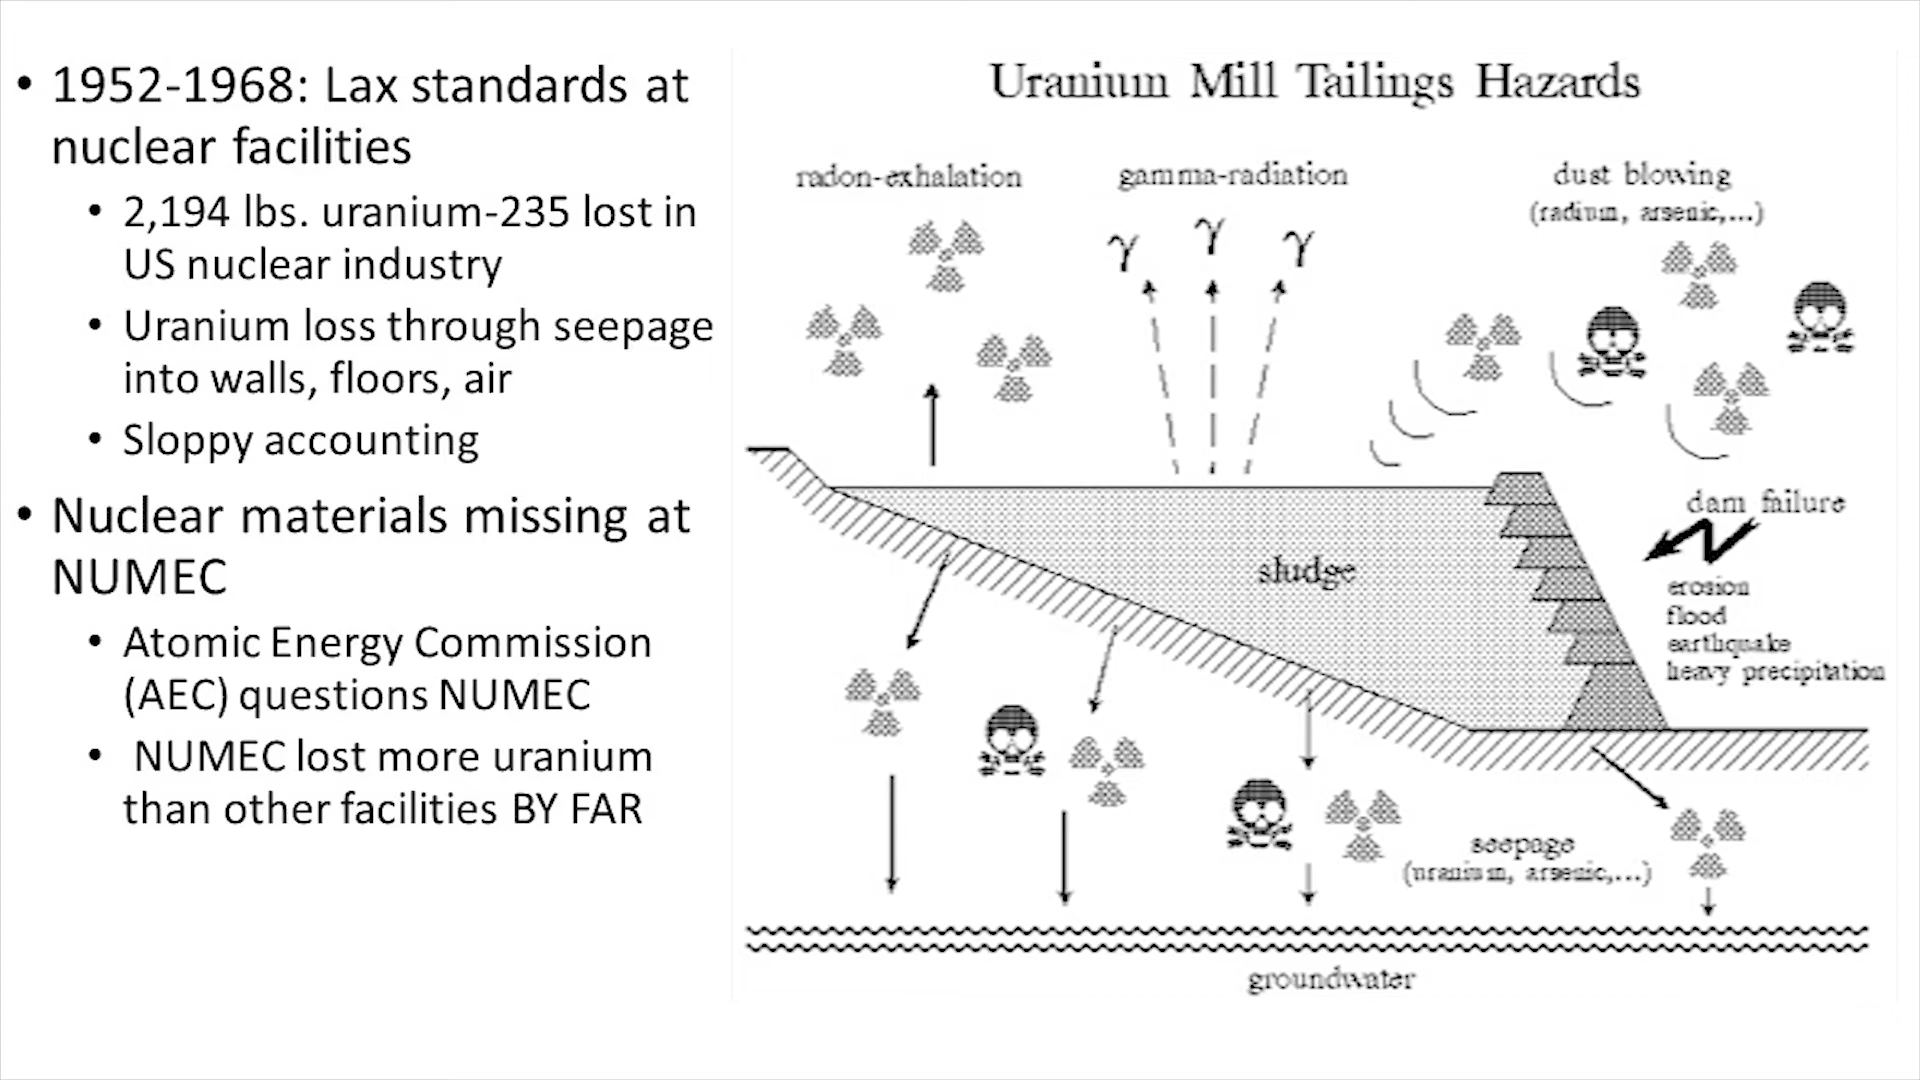 • 1952-1968: Lax standards at
nuclear facilities
• 2,194 lbs. uranium-235 lost in
US nuclear industry
• Uranium loss through seepage
into walls, floors, air
• Sloppy accounting
• Nuclear materials missing at
NUMEC
• Atomic Energy Commission
(AEC) questions NUMEC
• NUMEC lost more uranium
than other facilities BY FAR
Uranium Mill Tailings Hazards
radon-exhalation
gamma-radiation
dust blowing
(radium, arsenic,...)
γ γ γ
dam failure
erosion
flood
earthquake
heavy precipitation
sludge
seepage
(uranium, arsenic,...)
groundwater